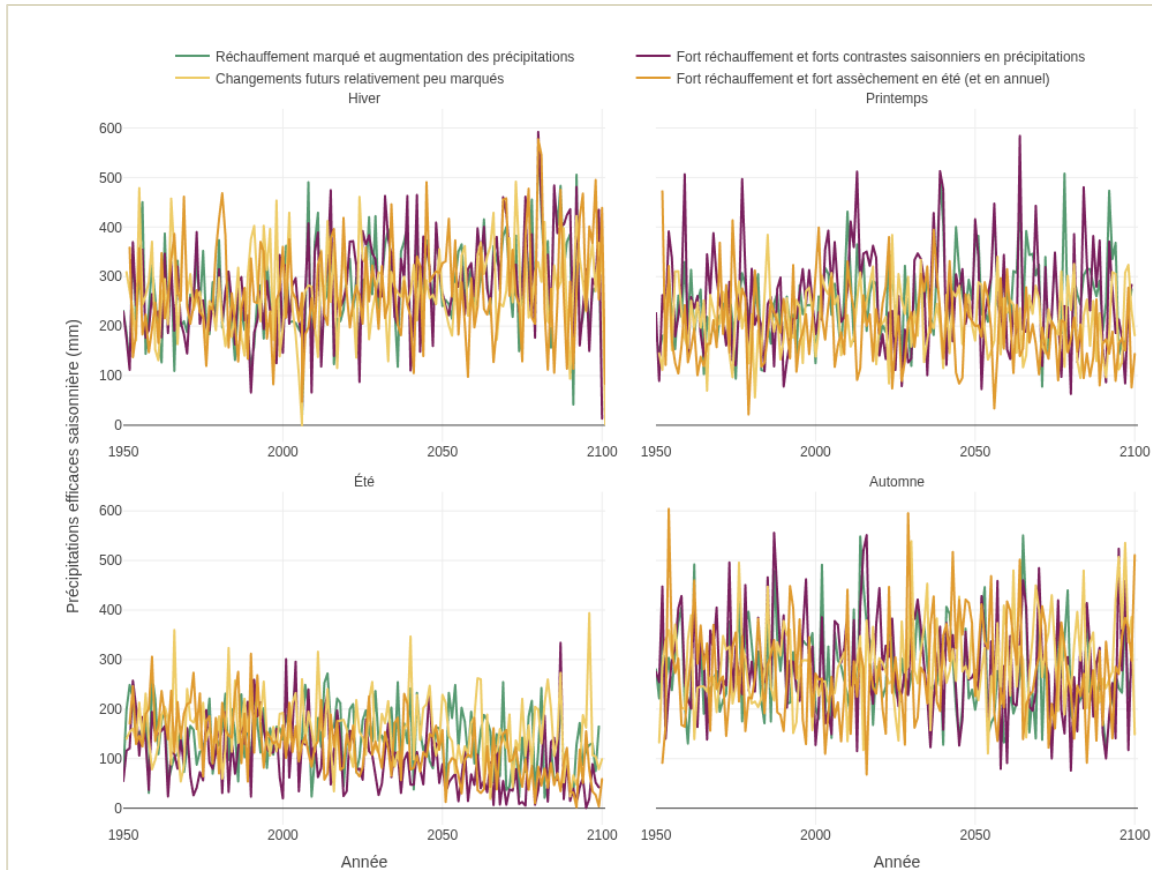 Réchauffement marqué et augmentation des précipitations
Fort réchauffement et forts contrastes saisonniers en précipitations
Changements futurs relativement peu marqués
Fort réchauffement et fort assèchement en été (et en annuel)
Hiver
Printemps
600
500
400
300
200
100
0
1950
2000
2050
2100
1950
2000
2050
2100
Été
Automne
Précipitations efficaces saisonnière (mm)
600
500
400
300
200
100
0
1950
2000
2050
2100
1950
2000
2050
2100
Année
Année